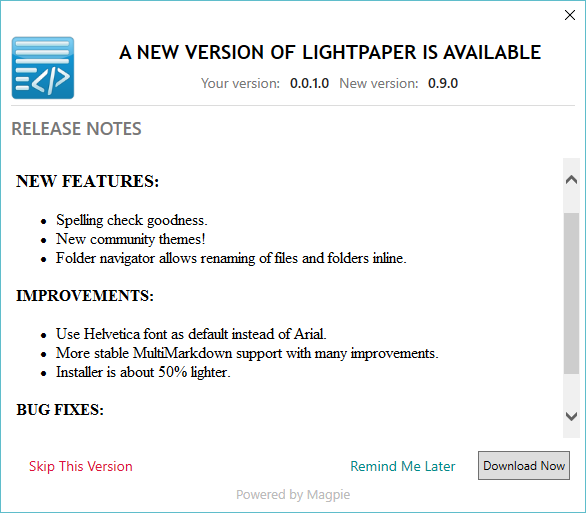 A NEW VERSION OF LIGHTPAPER IS AVAILABLE
Your version: 0.0.1.0 New version: 0.9.0
RELEASE NOTES
NEW FEATURES:
• Spelling check goodness.
• New community themes!
• Folder navigator allows renaming of files and folders inline.
IMPROVEMENTS:
• Use Helvetica font as default instead of Arial.
• More stable MultiMarkdown support with many improvements.
• Installer is about 50% lighter.
BUG FIXES:
Skip This Version Remind Me Later Download Now
Powered by Magpie